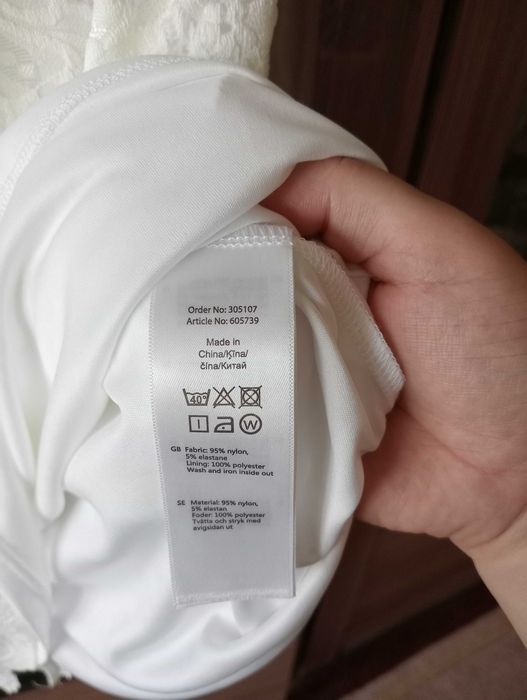 Order No: 305107
Article No: 605739
Made in
China/Ķīna/
čína/Китай
40°
W
GB Fabric: 95% nylon,
5% elastane
Lining: 100% polyester
Wash and iron inside out
SE Material: 95% nylon,
5% elastan
Foder: 100% polyester
Tvätta och stryk med
avigsidan ut